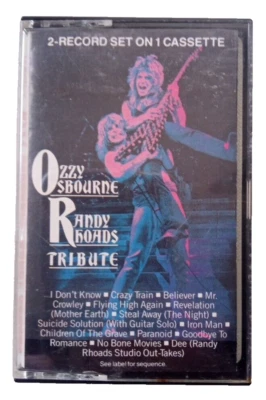 2-RECORD SET ON 1 CASSETTE
OZZY
OSBOURNE
RANDY
RHOADS
TRIBUTE
I Don't Know ■ Crazy Train ■ Believer ■ Mr.
Crowley ■ Flying High Again ■ Revelation
(Mother Earth) ■ Steal Away (The Night) ■
Suicide Solution (With Guitar Solo) ■ Iron Man ■
Children Of The Grave ■ Paranoid ■ Goodbye To
Romance ■ No Bone Movies ■ Dee (Randy
Rhoads Studio Out-Takes)
See label for sequence.